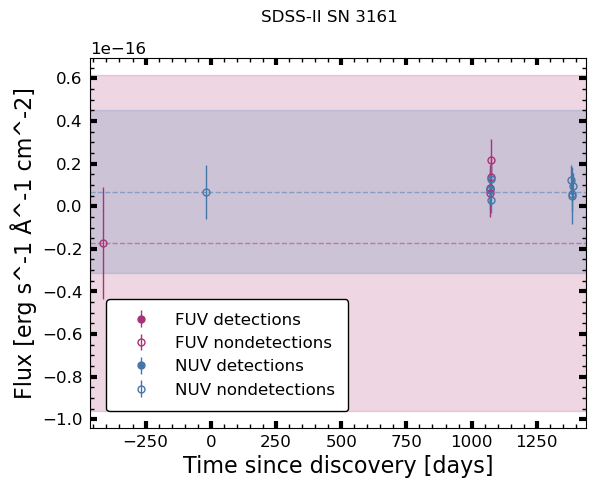 SDSS-II SN 3161
1e−16
0.6
0.4
0.2
0.0
−0.2
−0.4
−0.6
−0.8
−1.0
Flux [erg s^-1 Å^-1 cm^-2]
FUV detections
FUV nondetections
NUV detections
NUV nondetections
−250 0 250 500 750 1000 1250
Time since discovery [days]